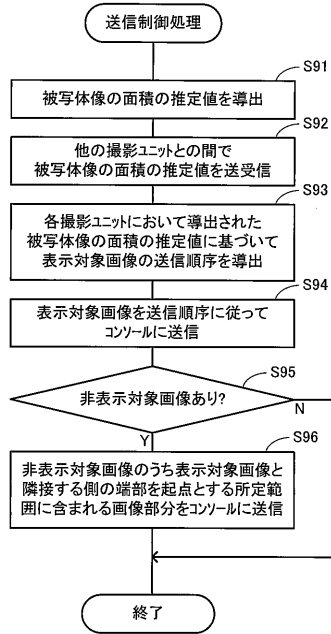 送信制御処理
S91
被写体像の面積の推定値を導出
S92
他の撮影ユニットとの間で
被写体像の面積の推定値を送受信
S93
各撮影ユニットにおいて導出された
被写体像の面積の推定値に基づいて
表示対象画像の送信順序を導出
S94
表示対象画像を送信順序に従って
コンソールに送信
S95
非表示対象画像あり?
N
Y
S96
非表示対象画像のうち表示対象画像と
隣接する側の端部を起点とする所定範
囲に含まれる画像部分をコンソールに送信
終了